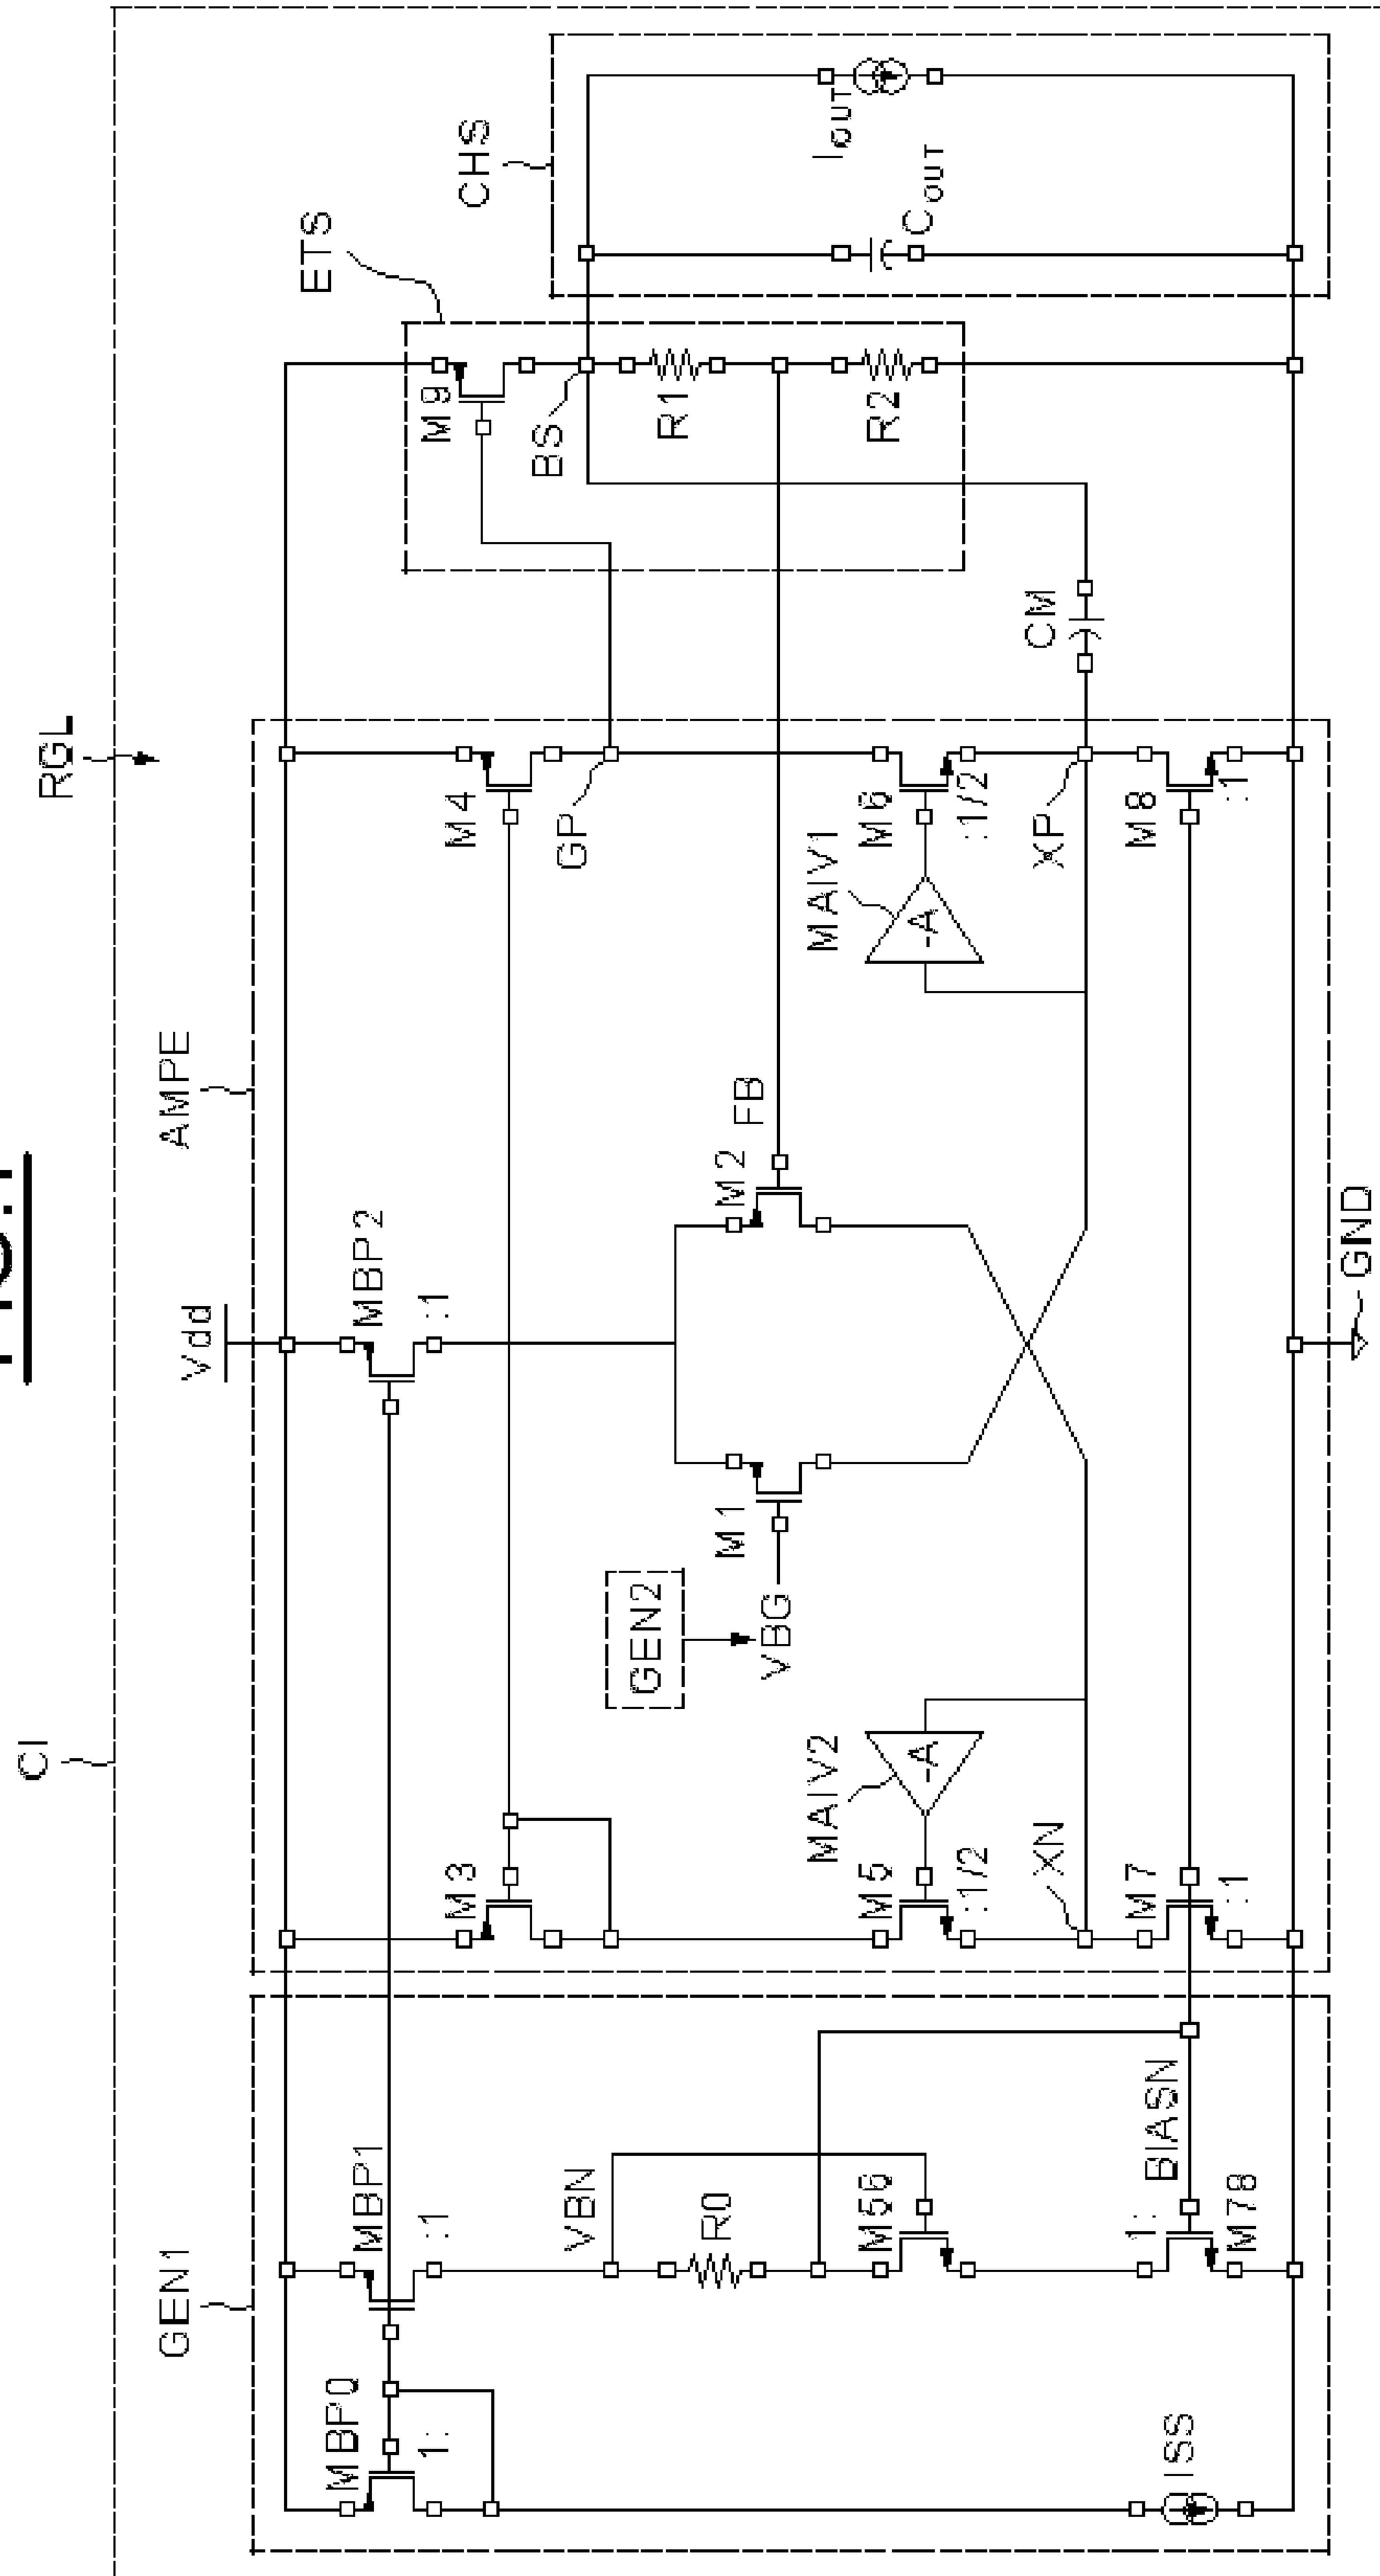 CI
RGL
GEN1
AMPE
ETS
CHS
Vdd
MBP0
1:
MBP1
:1
MBP2
:1
M3
M4
M9
GP
BS
VBN
R0
GEN2
VBG
M1
M2
FB
R1
R2
IOUT
COUT
MAIV2
-A
MAIV1
-A
M56
M5
:1/2
M6
:1/2
XN
XP
CM
ISS
BIASN
1:
M78
M7
:1
M8
:1
GND